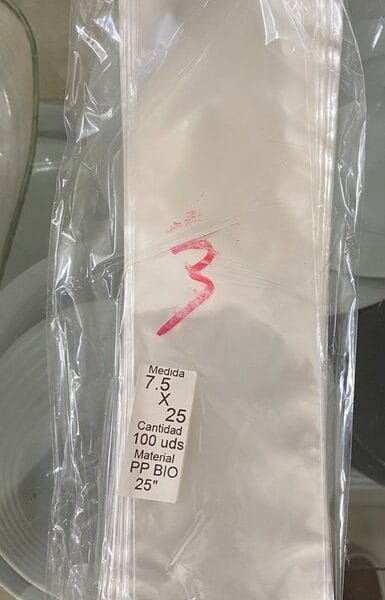 3
Medida
7.5
X
25
Cantidad
100 uds
Material
PP BIO
25"